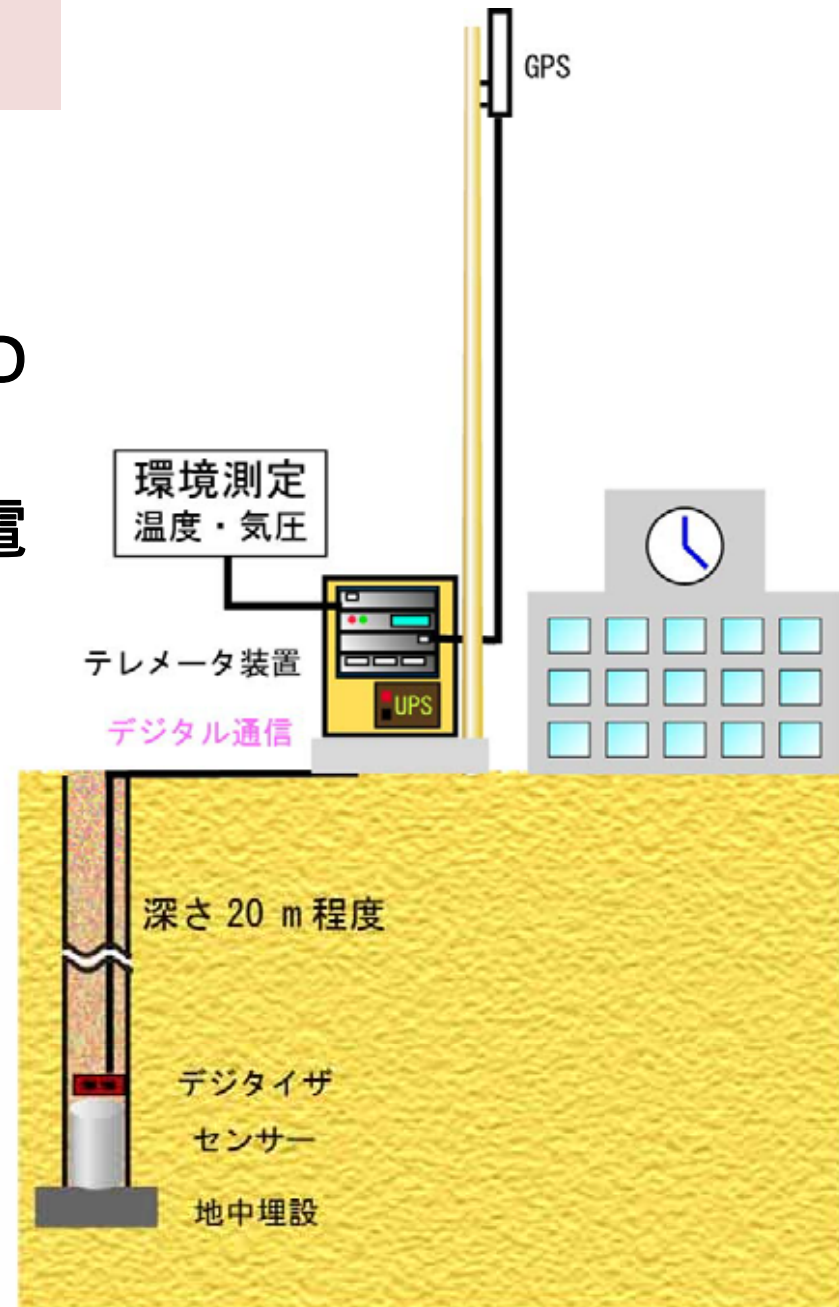 GPS
の
電
環境測定
温度・気圧
テレメータ装置
UPS
デジタル通信
深さ 20 m 程度
デジタイザ
センサー
地中埋設